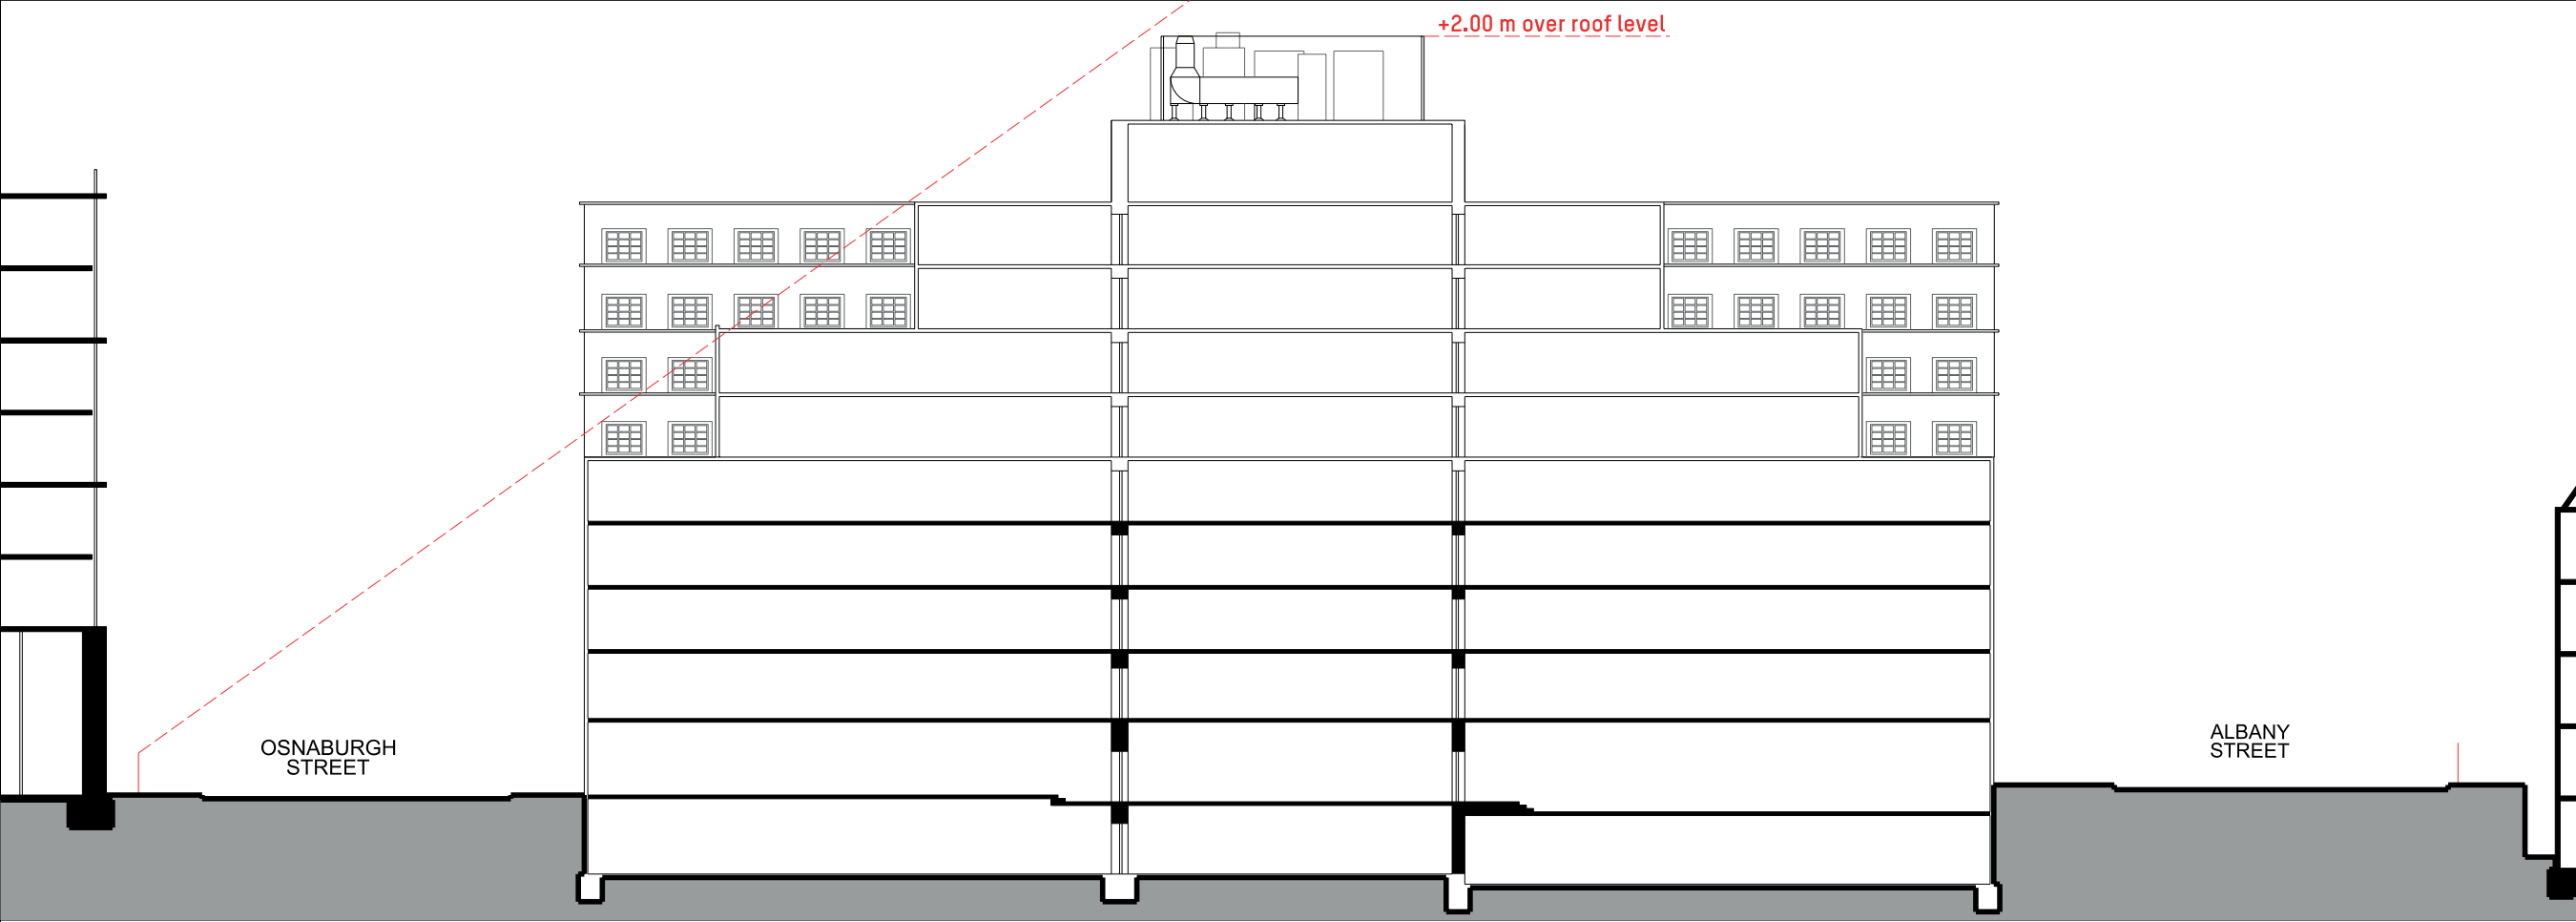 +2.00 m over roof level
OSNABURGH
STREET
ALBANY
STREET